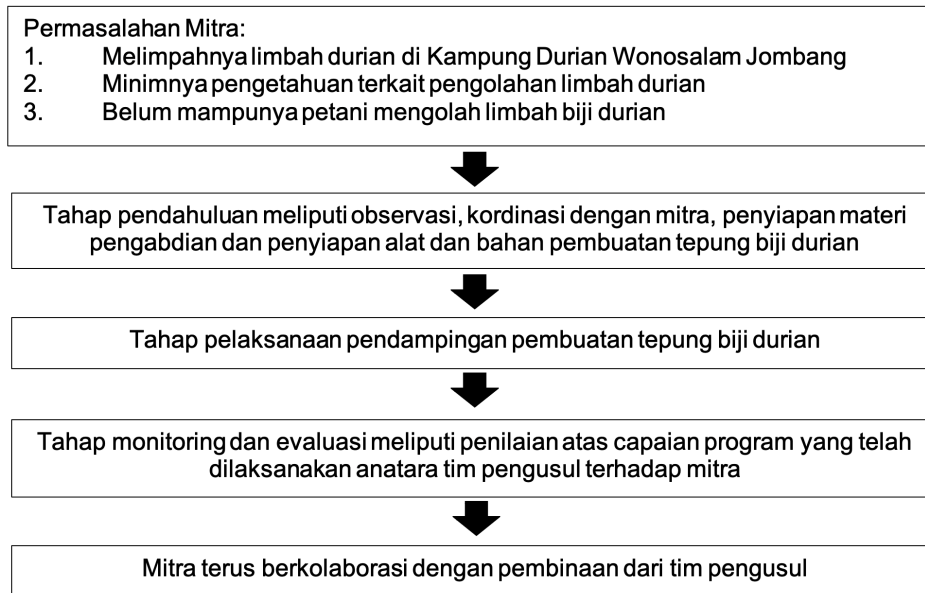 Permasalahan Mitra:
1. Melimpahnya limbah durian di Kampung Durian Wonosalam Jombang
2. Minimnya pengetahuan terkait pengolahan limbah durian
3. Belum mampunya petani mengolah limbah biji durian
Tahap pendahuluan meliputi observasi, kordinasi dengan mitra, penyiapan materi
pengabdian dan penyiapan alat dan bahan pembuatan tepung biji durian
Tahap pelaksanaan pendampingan pembuatan tepung biji durian
Tahap monitoring dan evaluasi meliputi penilaian atas capaian program yang telah
dilaksanakan anatara tim pengusul terhadap mitra
Mitra terus berkolaborasi dengan pembinaan dari tim pengusul